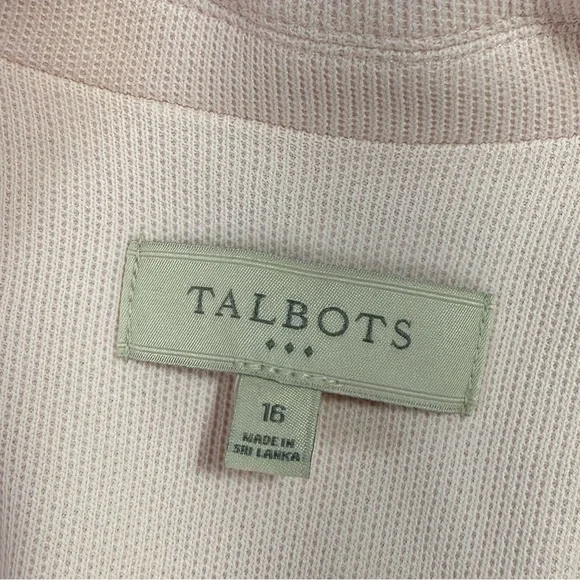 TALBOTS
16
MADE IN
SRI LANKA